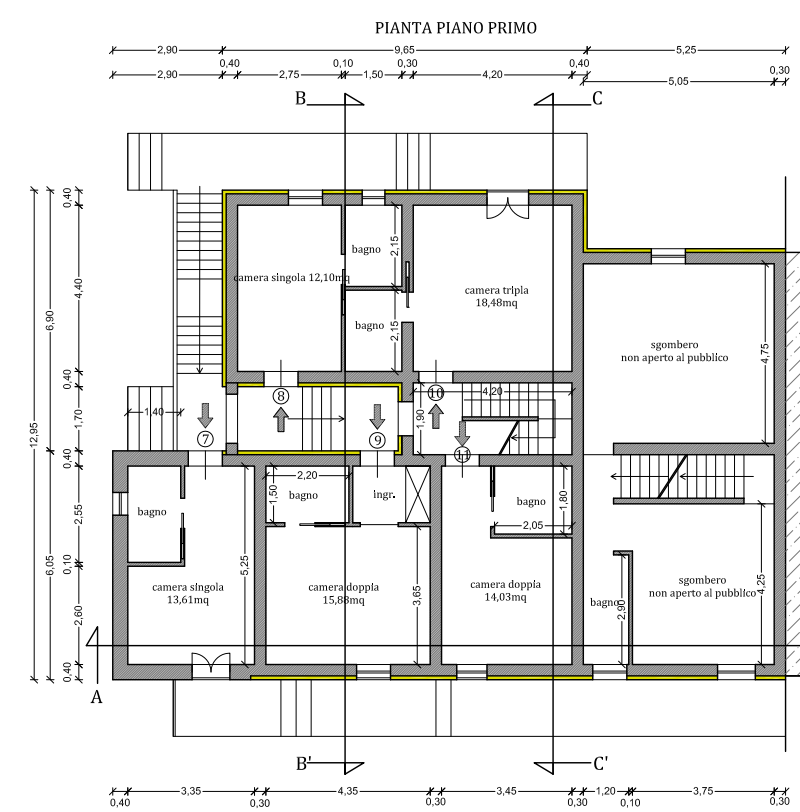 PIANTA PIANO PRIMO
2,90
9,65
5,25
0,40
0,10
0,30
0,40
0,30
2,90
2,75
1,50
4,20
5,05
B
C
0,40
4,40
6,90
0,40
1,70
12,95
0,40
2,55
0,10
6,05
2,60
0,40
bagno
2,15
camera singola 12,10mq
camera tripla
18,48mq
bagno
2,15
sgombero
non aperto al pubblico
4,75
8
10
4,20
1,40
1,90
7
9
11
2,20
1,50
bagno
ingr.
bagno
1,80
2,05
bagno
5,25
camera singola
13,61mq
camera doppia
15,88mq
3,65
camera doppia
14,03mq
sgombero
non aperto al pubblico
4,25
bagno
2,90
A
B'
C'
0,40
3,35
0,30
4,35
0,30
3,45
0,30
1,20
0,10
3,75
0,30